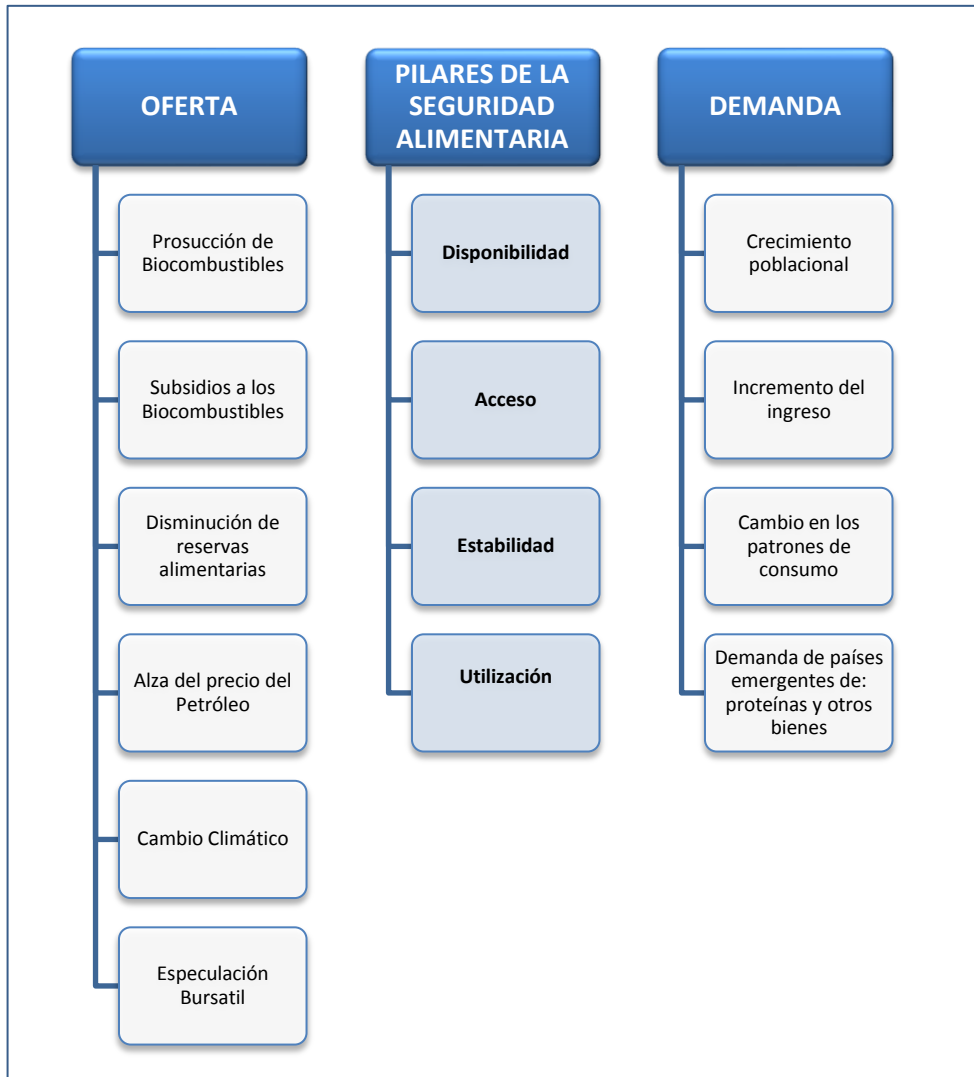 OFERTA
Prosucción de
Biocombustibles
Subsidios a los
Biocombustibles
Disminución de
reservas
alimentarias
Alza del precio del
Petróleo
Cambio Climático
Especulación
Bursatil
PILARES DE LA
SEGURIDAD
ALIMENTARIA
Disponibilidad
Acceso
Estabilidad
Utilización
DEMANDA
Crecimiento
poblacional
Incremento del
ingreso
Cambio en los
patrones de
consumo
Demanda de países
emergentes de:
proteínas y otros
bienes